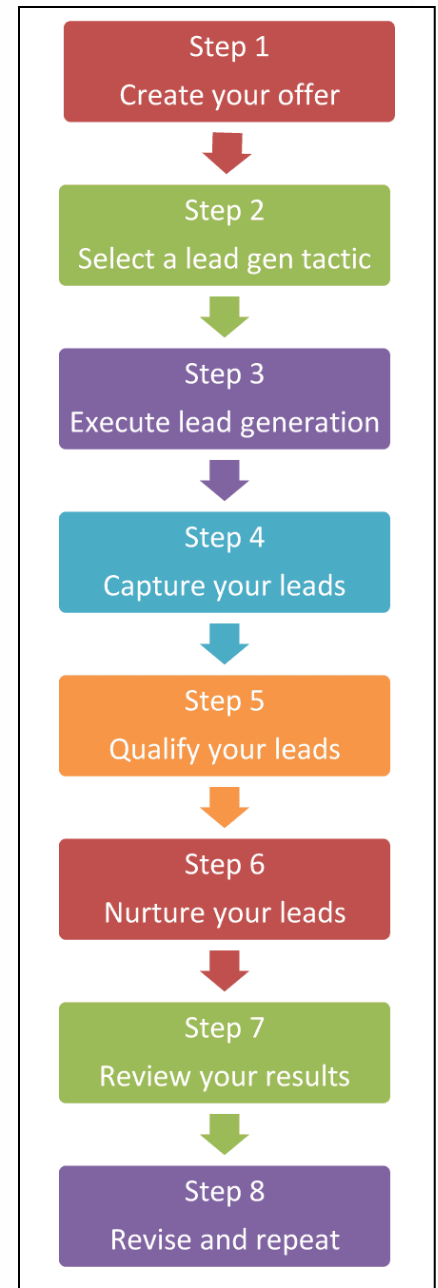 Step 1
Create your offer
Step 2
Select a lead gen tactic
Step 3
Execute lead generation
Step 4
Capture your leads
Step 5
Qualify your leads
Step 6
Nurture your leads
Step 7
Review your results
Step 8
Revise and repeat